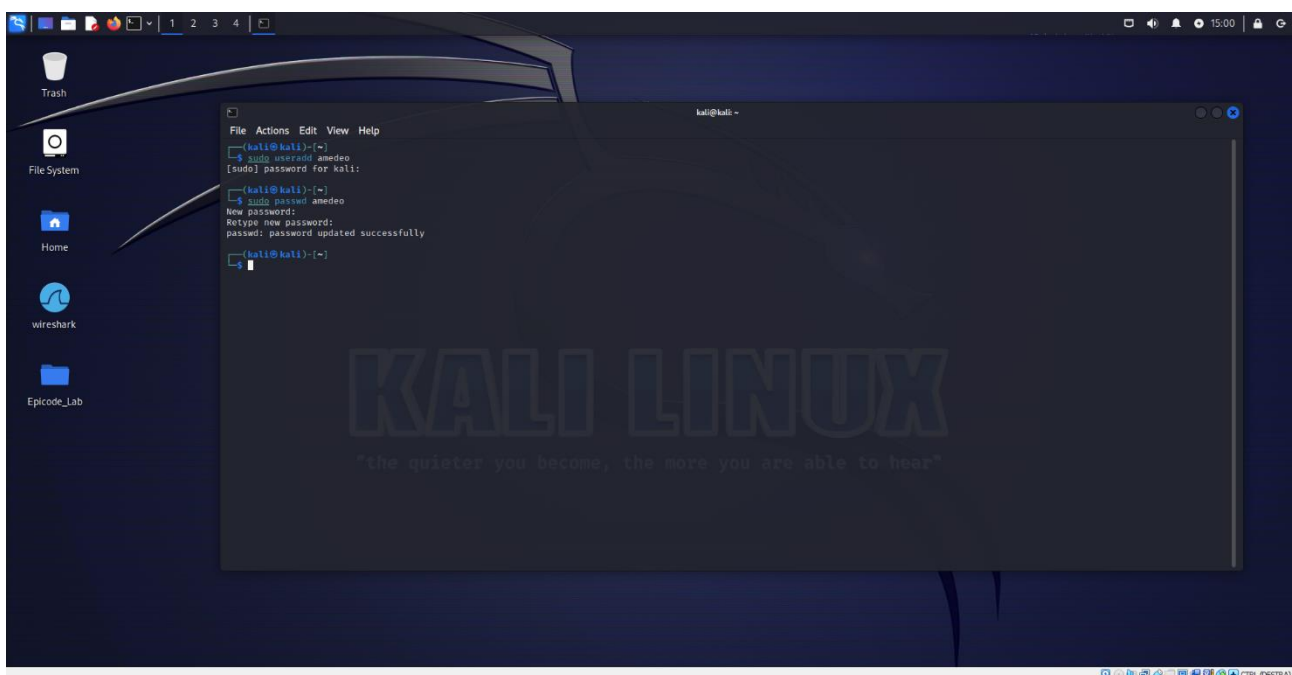 1 2 3 4
15:00
Trash
File System
Home
wireshark
Epicode_Lab
kali@kali: ~
File Actions Edit View Help
(kali㉿kali)-[~]
$ sudo useradd amedeo
[sudo] password for kali:
(kali㉿kali)-[~]
$ sudo passwd amedeo
New password:
Retype new password:
passwd: password updated successfully
(kali㉿kali)-[~]
$
KALI LINUX
"the quieter you become, the more you are able to hear"
CTRL (DESTRA)